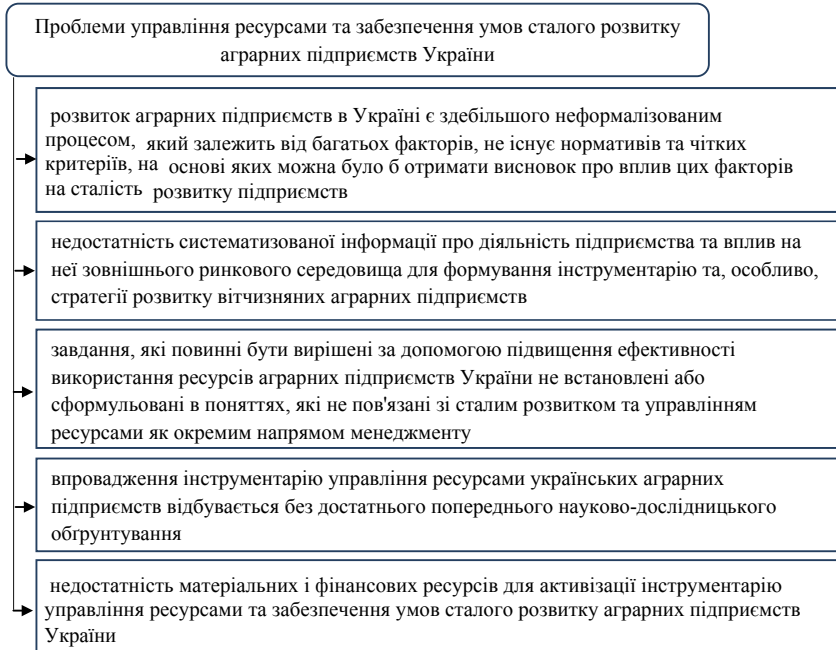 Проблеми управління ресурсами та забезпечення умов сталого розвитку
аграрних підприємств України
розвиток аграрних підприємств в Україні є здебільшого неформалізованим
процесом, який залежить від багатьох факторів, не існує нормативів та чітких
критеріїв, на основі яких можна було б отримати висновок про вплив цих факторів
на сталість розвитку підприємств
недостатність систематизованої інформації про діяльність підприємства та вплив на
неї зовнішнього ринкового середовища для формування інструментарію та, особливо,
стратегії розвитку вітчизняних аграрних підприємств
завдання, які повинні бути вирішені за допомогою підвищення ефективності
використання ресурсів аграрних підприємств України не встановлені або
сформульовані в поняттях, які не пов'язані зі сталим розвитком та управлінням
ресурсами як окремим напрямом менеджменту
впровадження інструментарію управління ресурсами українських аграрних
підприємств відбувається без достатнього попереднього науково-дослідницького
обґрунтування
недостатність матеріальних і фінансових ресурсів для активізації інструментарію
управління ресурсами та забезпечення умов сталого розвитку аграрних підприємств
України